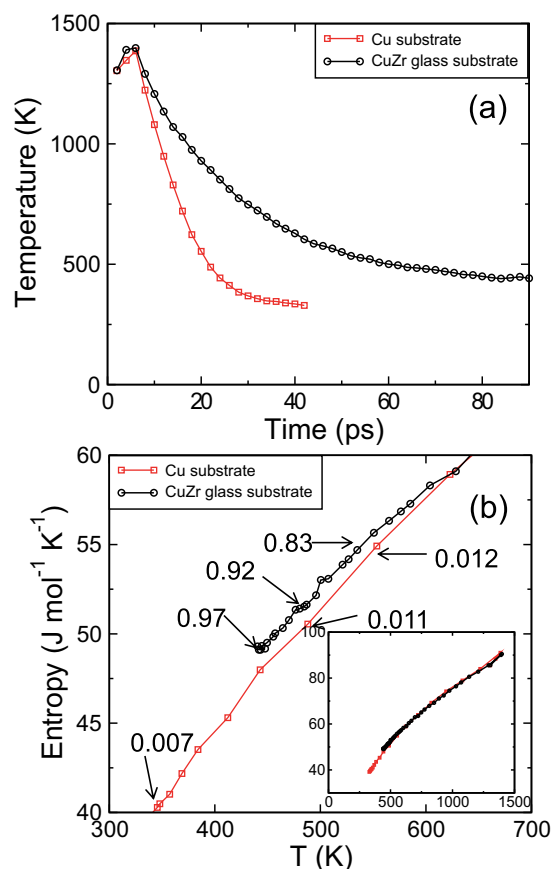 1500
1000
500
0
Temperature (K)
Cu substrate
CuZr glass substrate
(a)
0 20 40 60 80
Time (ps)
60
55
50
45
40
Entropy (J mol⁻¹ K⁻¹)
Cu substrate
CuZr glass substrate
(b)
0.83
0.012
0.92
0.97
0.011
0.007
100
80
60
40
0 500 1000 1500
300 400 500 600 700
T (K)